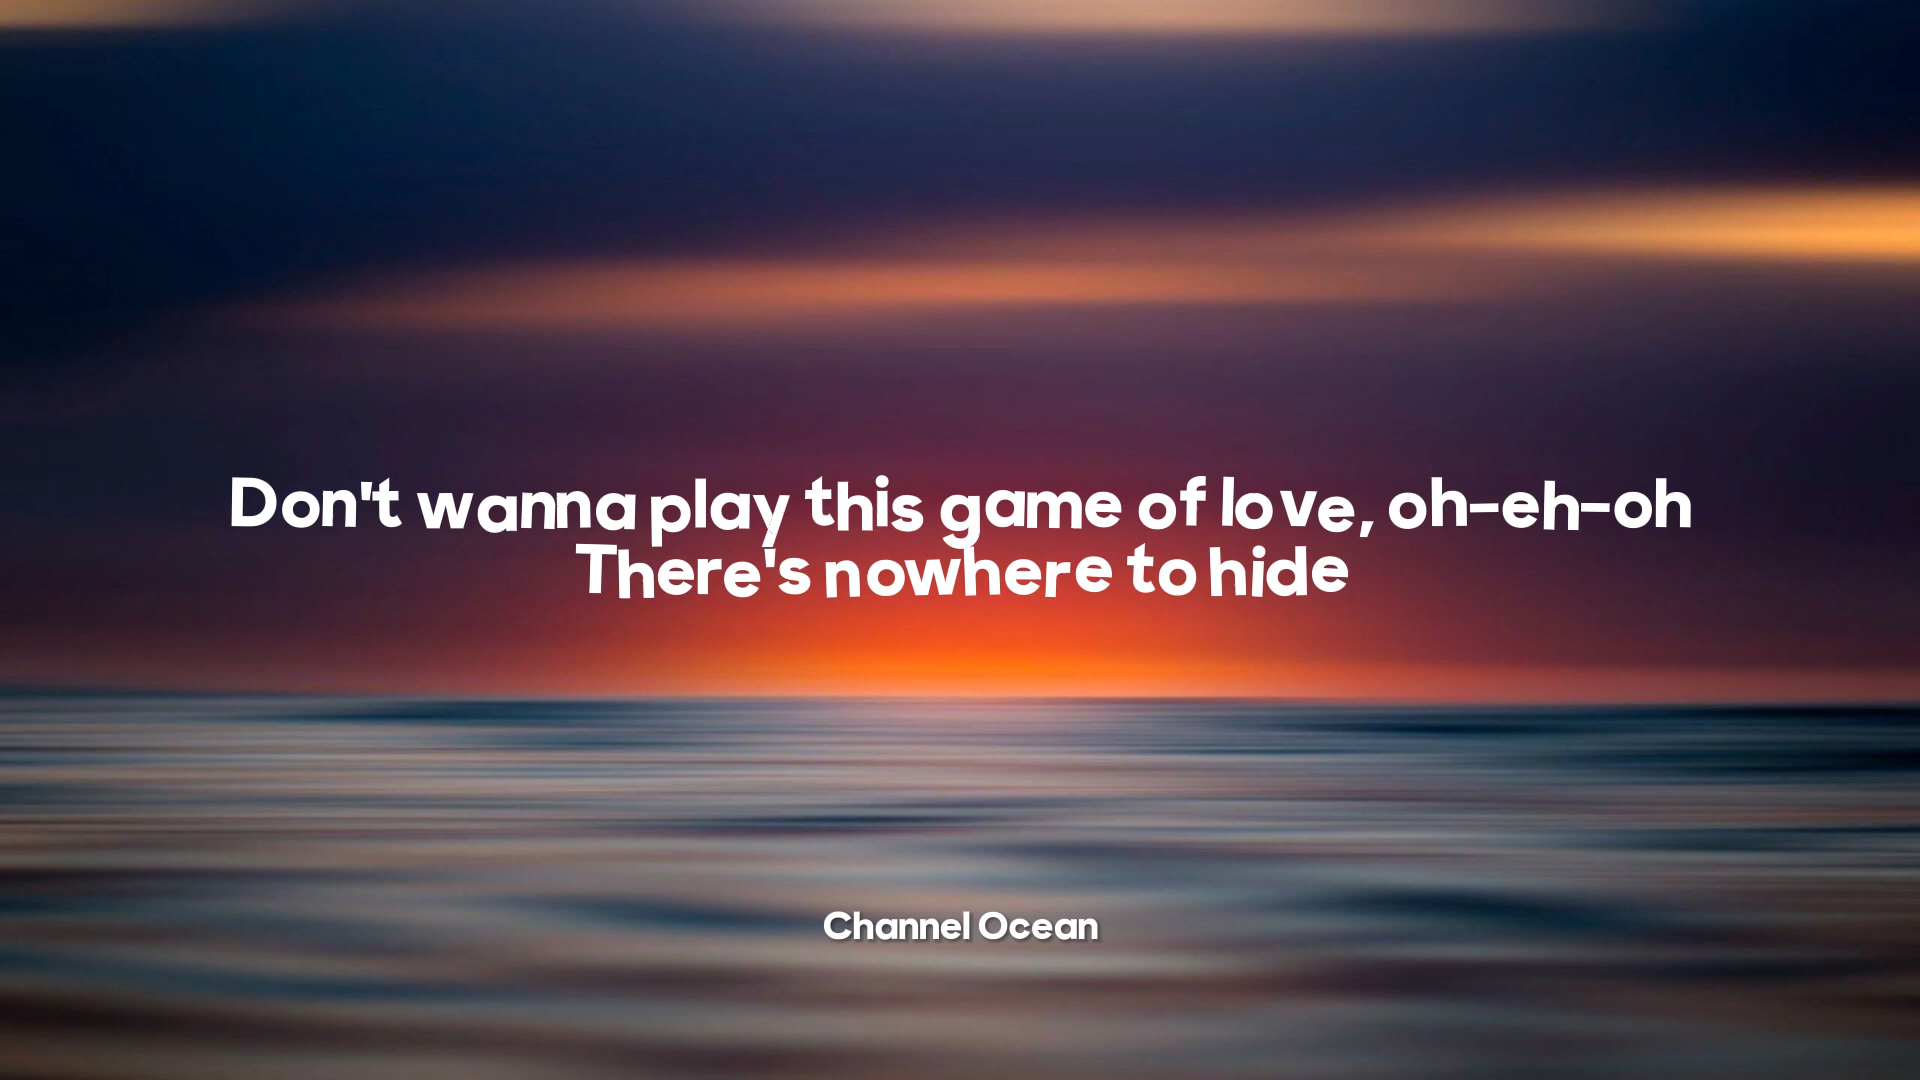 Don't wanna play this game of love, oh-eh-oh
There's nowhere to hide
Channel Ocean